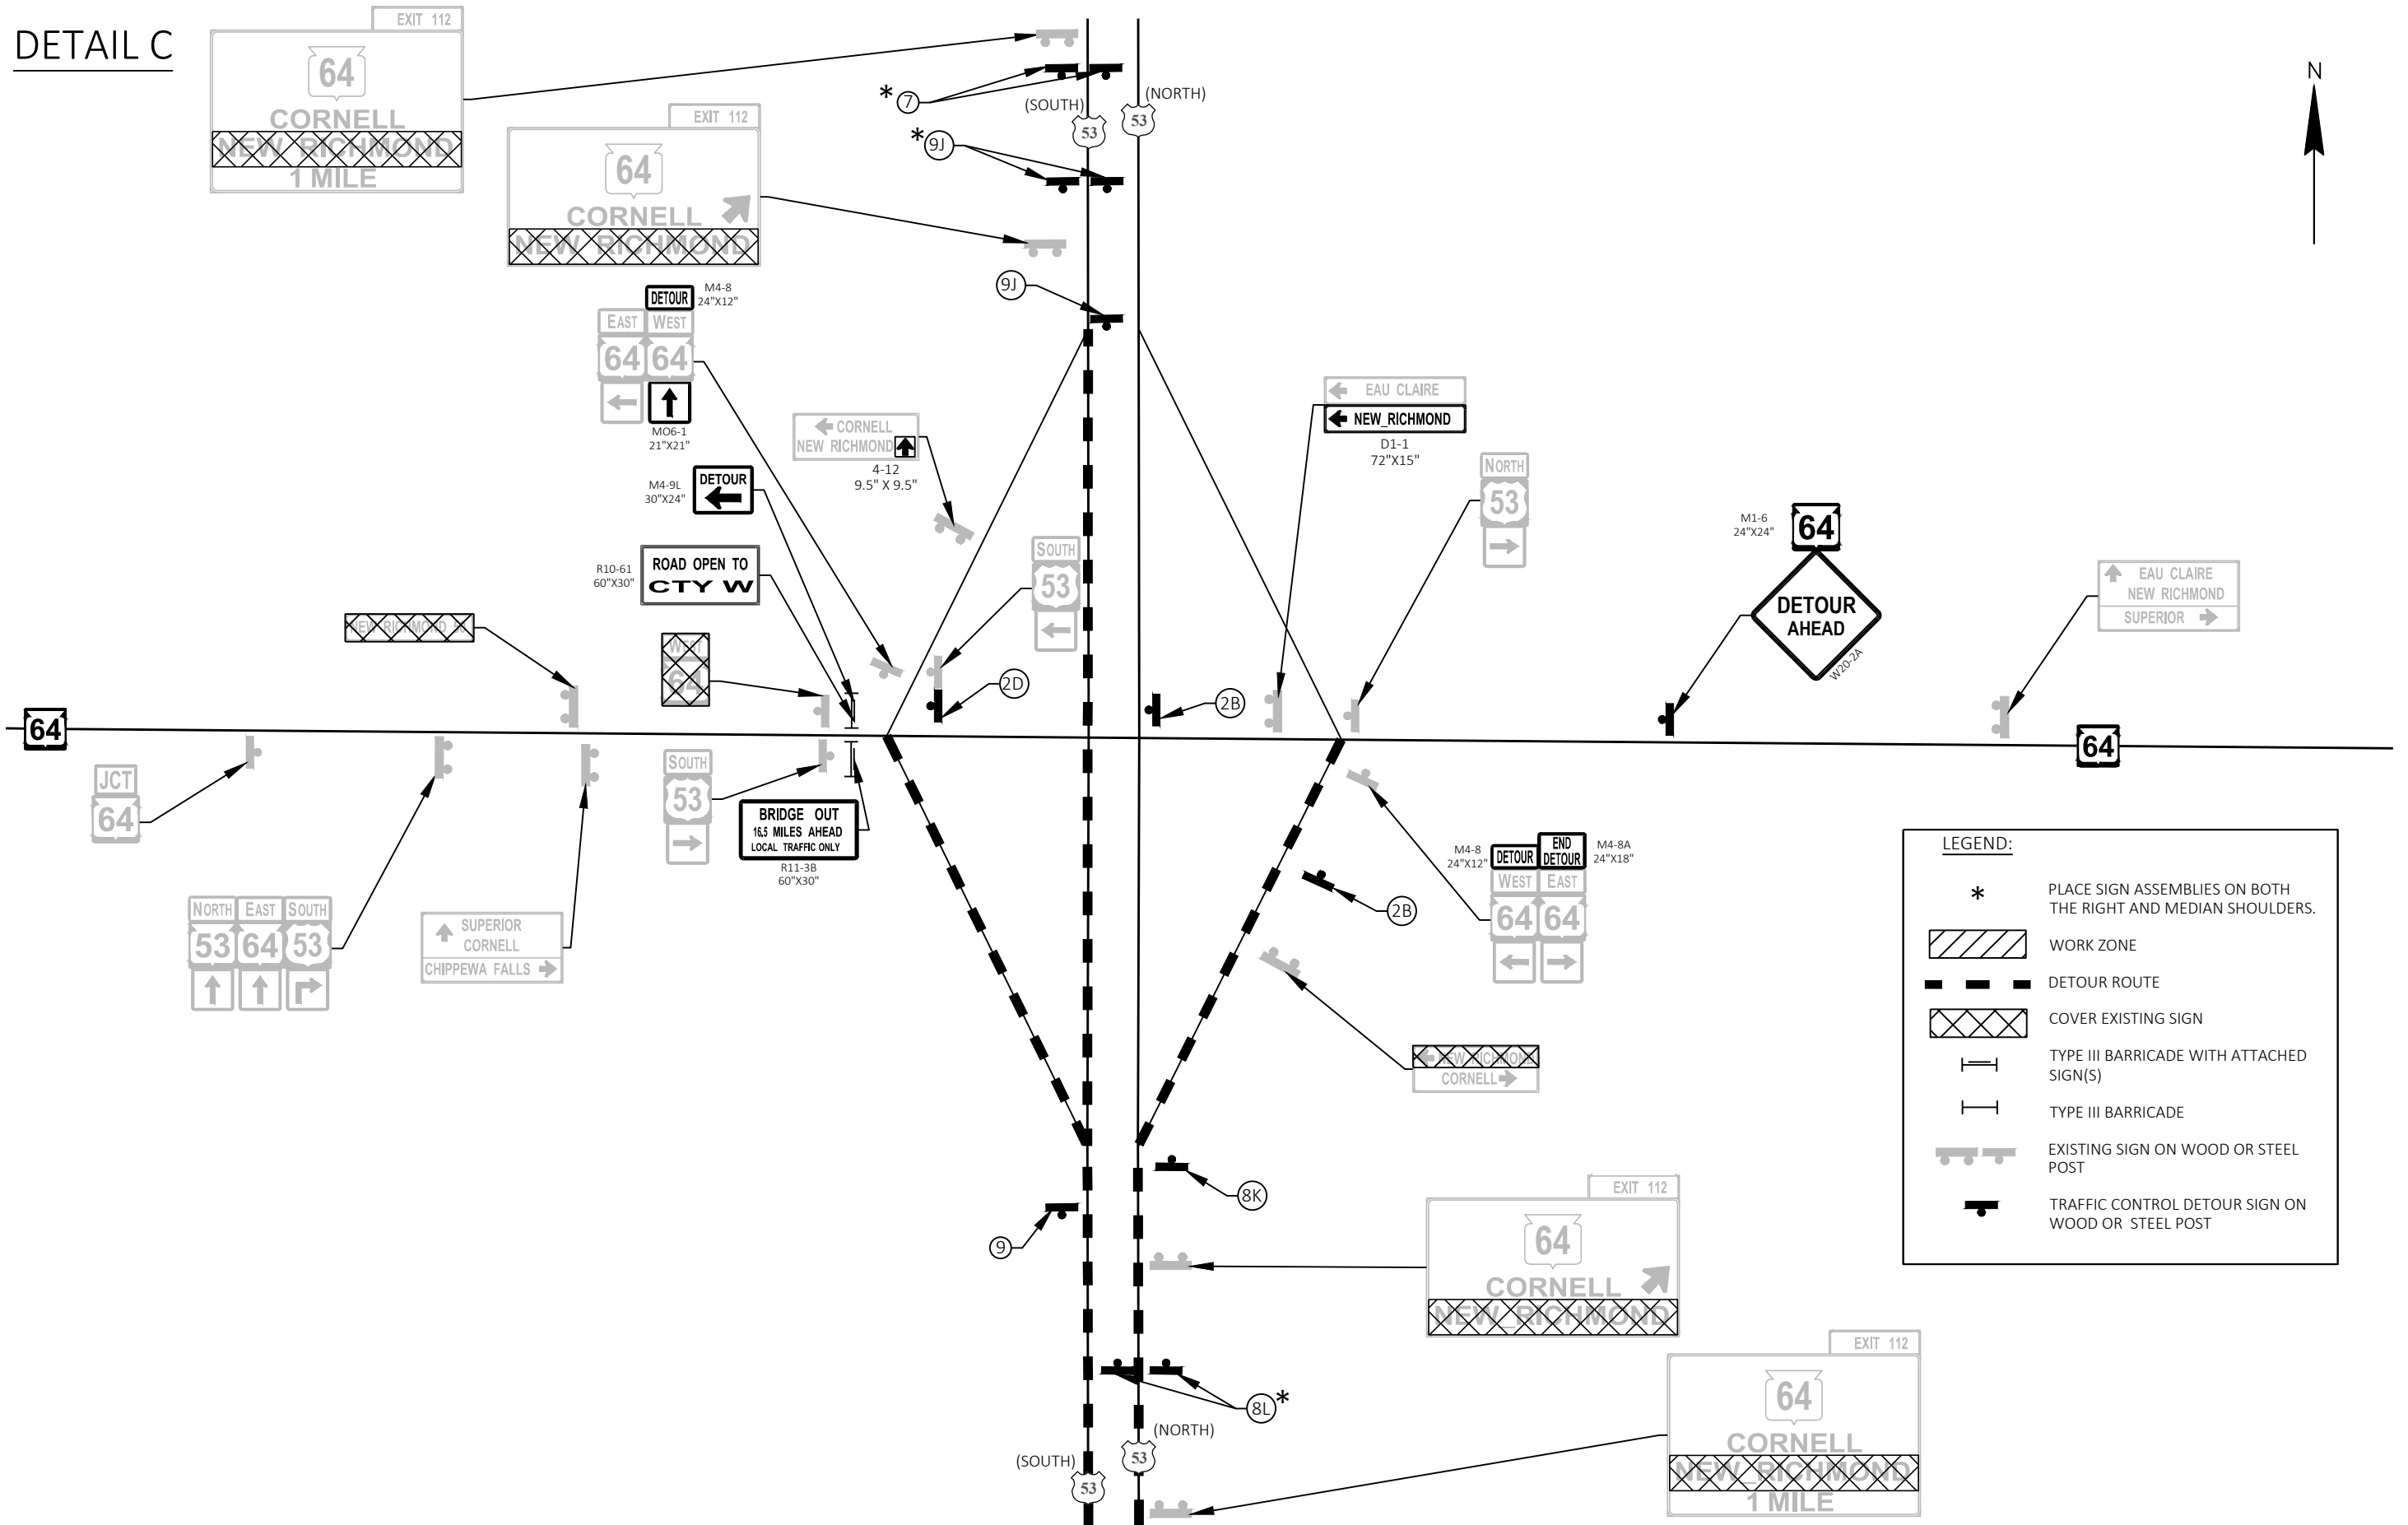 DETAIL C
EXIT 112
64
CORNELL
NEW RICHMOND
1 MILE
EXIT 112
64
CORNELL
NEW RICHMOND
* 7
* 9J
(SOUTH)
53
(NORTH)
53
N
9J
DETOUR
M4-8
24"X12"
EAST WEST
64 64
MO6-1
21"X21"
CORNELL
NEW RICHMOND
4-12
9.5" X 9.5"
EAU CLAIRE
NEW_RICHMOND
D1-1
72"X15"
NORTH
53
M4-9L
30"X24"
DETOUR
R10-61
60"X30"
ROAD OPEN TO
CTY W
SOUTH
53
M1-6
24"X24"
64
DETOUR
AHEAD
W20-2A
EAU CLAIRE
NEW RICHMOND
SUPERIOR
NEW RICHMOND
WEST
64
2D
2B
64
64
JCT
64
SOUTH
53
BRIDGE OUT
16.5 MILES AHEAD
LOCAL TRAFFIC ONLY
R11-3B
60"X30"
NORTH EAST SOUTH
53 64 53
SUPERIOR
CORNELL
CHIPPEWA FALLS
M4-8
24"X12"
DETOUR
END
DETOUR
M4-8A
24"X18"
WEST EAST
64 64
2B
NEW RICHMOND
CORNELL
8K
9
EXIT 112
64
CORNELL
NEW_RICHMOND
8L *
(NORTH)
53
(SOUTH)
53
EXIT 112
64
CORNELL
NEW_RICHMOND
1 MILE
LEGEND:
* PLACE SIGN ASSEMBLIES ON BOTH
THE RIGHT AND MEDIAN SHOULDERS.
WORK ZONE
DETOUR ROUTE
COVER EXISTING SIGN
TYPE III BARRICADE WITH ATTACHED
SIGN(S)
TYPE III BARRICADE
EXISTING SIGN ON WOOD OR STEEL
POST
TRAFFIC CONTROL DETOUR SIGN ON
WOOD OR STEEL POST